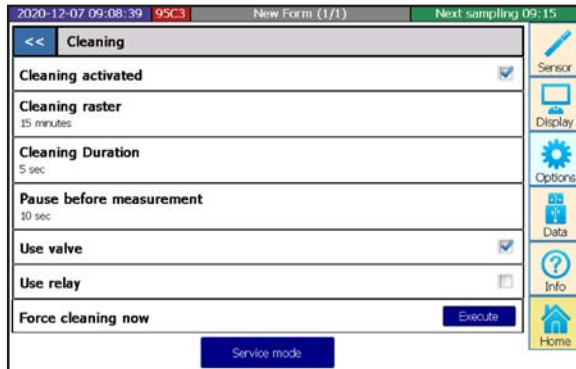 2020-12-07 09:08:39 95C3 New Form (1/1) Next sampling 09:15
<< Cleaning
Cleaning activated
Cleaning raster
15 minutes
Cleaning Duration
5 sec
Pause before measurement
10 sec
Use valve
Use relay
Force cleaning now Execute
Service mode
Sensor
Display
Options
Data
Info
Home